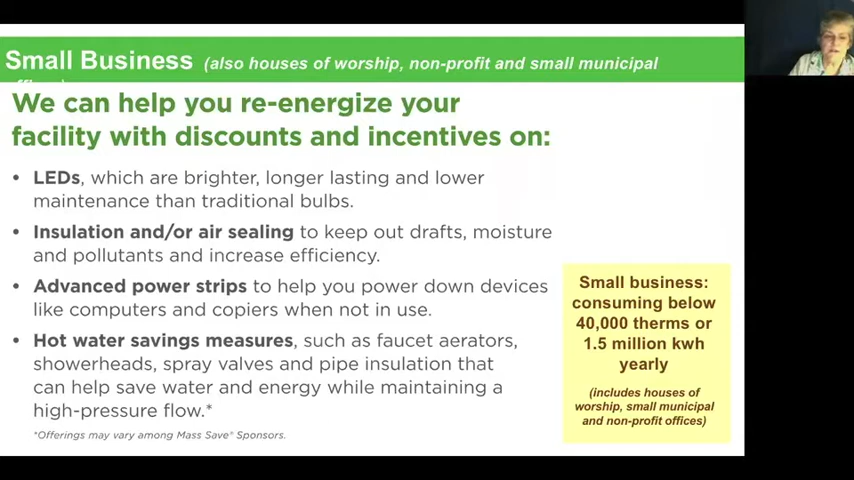 Small Business (also houses of worship, non-profit and small municipal
We can help you re-energize your
facility with discounts and incentives on:
• LEDs, which are brighter, longer lasting and lower
maintenance than traditional bulbs.
• Insulation and/or air sealing to keep out drafts, moisture
and pollutants and increase efficiency.
• Advanced power strips to help you power down devices
like computers and copiers when not in use.
• Hot water savings measures, such as faucet aerators,
showerheads, spray valves and pipe insulation that
can help save water and energy while maintaining a
high-pressure flow.*
*Offerings may vary among Mass Save® Sponsors.
Small business:
consuming below
40,000 therms or
1.5 million kwh
yearly
(includes houses of
worship, small municipal
and non-profit offices)